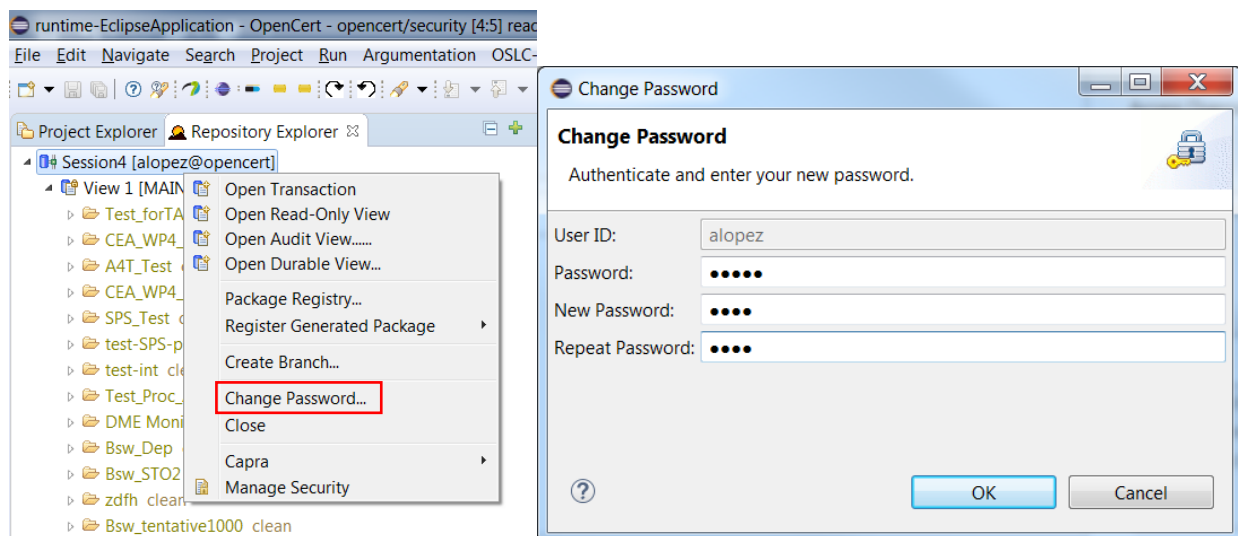 runtime-EclipseApplication - OpenCert - opencert/security [4:5] read
File Edit Navigate Search Project Run Argumentation OSLC-
Project Explorer Repository Explorer
Session4 [alopez@opencert]
View 1 [MAIN
Test_forTA
CEA_WP4_
A4T_Test
CEA_WP4_
SPS_Test
test-SPS-p
test-int cle
Test_Proc_
DME Moni
Bsw_Dep
Bsw_STO2
zdfh clean
Bsw_tentative1000 clean
Open Transaction
Open Read-Only View
Open Audit View......
Open Durable View...
Package Registry...
Register Generated Package
Create Branch...
Change Password...
Close
Capra
Manage Security
Change Password
Change Password
Authenticate and enter your new password.
User ID: alopez
Password: ●●●●●
New Password: ●●●●
Repeat Password: ●●●●
OK Cancel